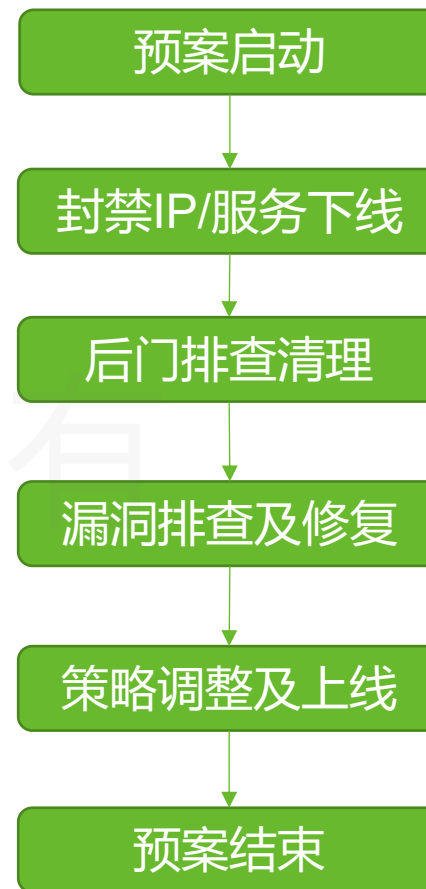 预案启动
封禁IP/服务下线
后门排查清理
有
漏洞排查及修复
策略调整及上线
预案结束